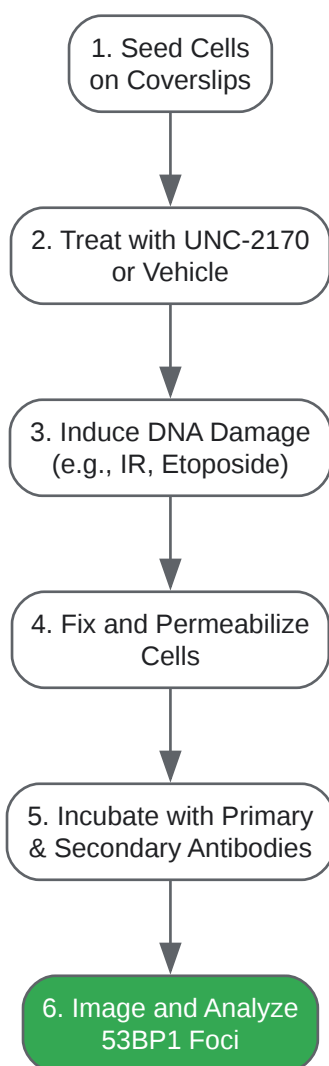 1. Seed Cells
on Coverslips
2. Treat with UNC-2170
or Vehicle
3. Induce DNA Damage
(e.g., IR, Etoposide)
4. Fix and Permeabilize
Cells
5. Incubate with Primary
& Secondary Antibodies
6. Image and Analyze
53BP1 Foci